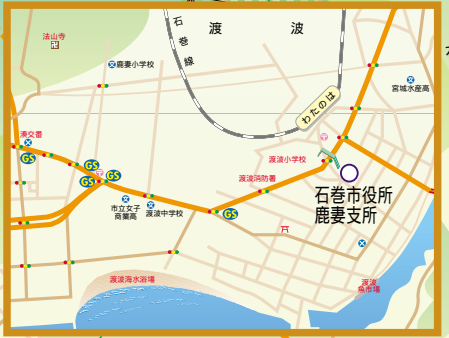 渡波
石巻線
法山寺
卍
鹿妻小学校
宮城水産高
わたのは
湊交番
GS
GS
GS
GS
渡波小学校
渡波消防署
石巻市役所
鹿妻支所
市立女子
商業高
渡波中学校
GS
渡波海水浴場
渡波
魚市場